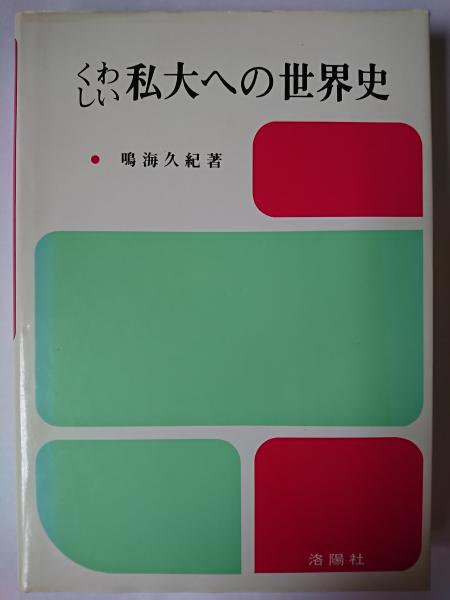 くわしい 私大への世界史
鳴海久紀著
洛陽社